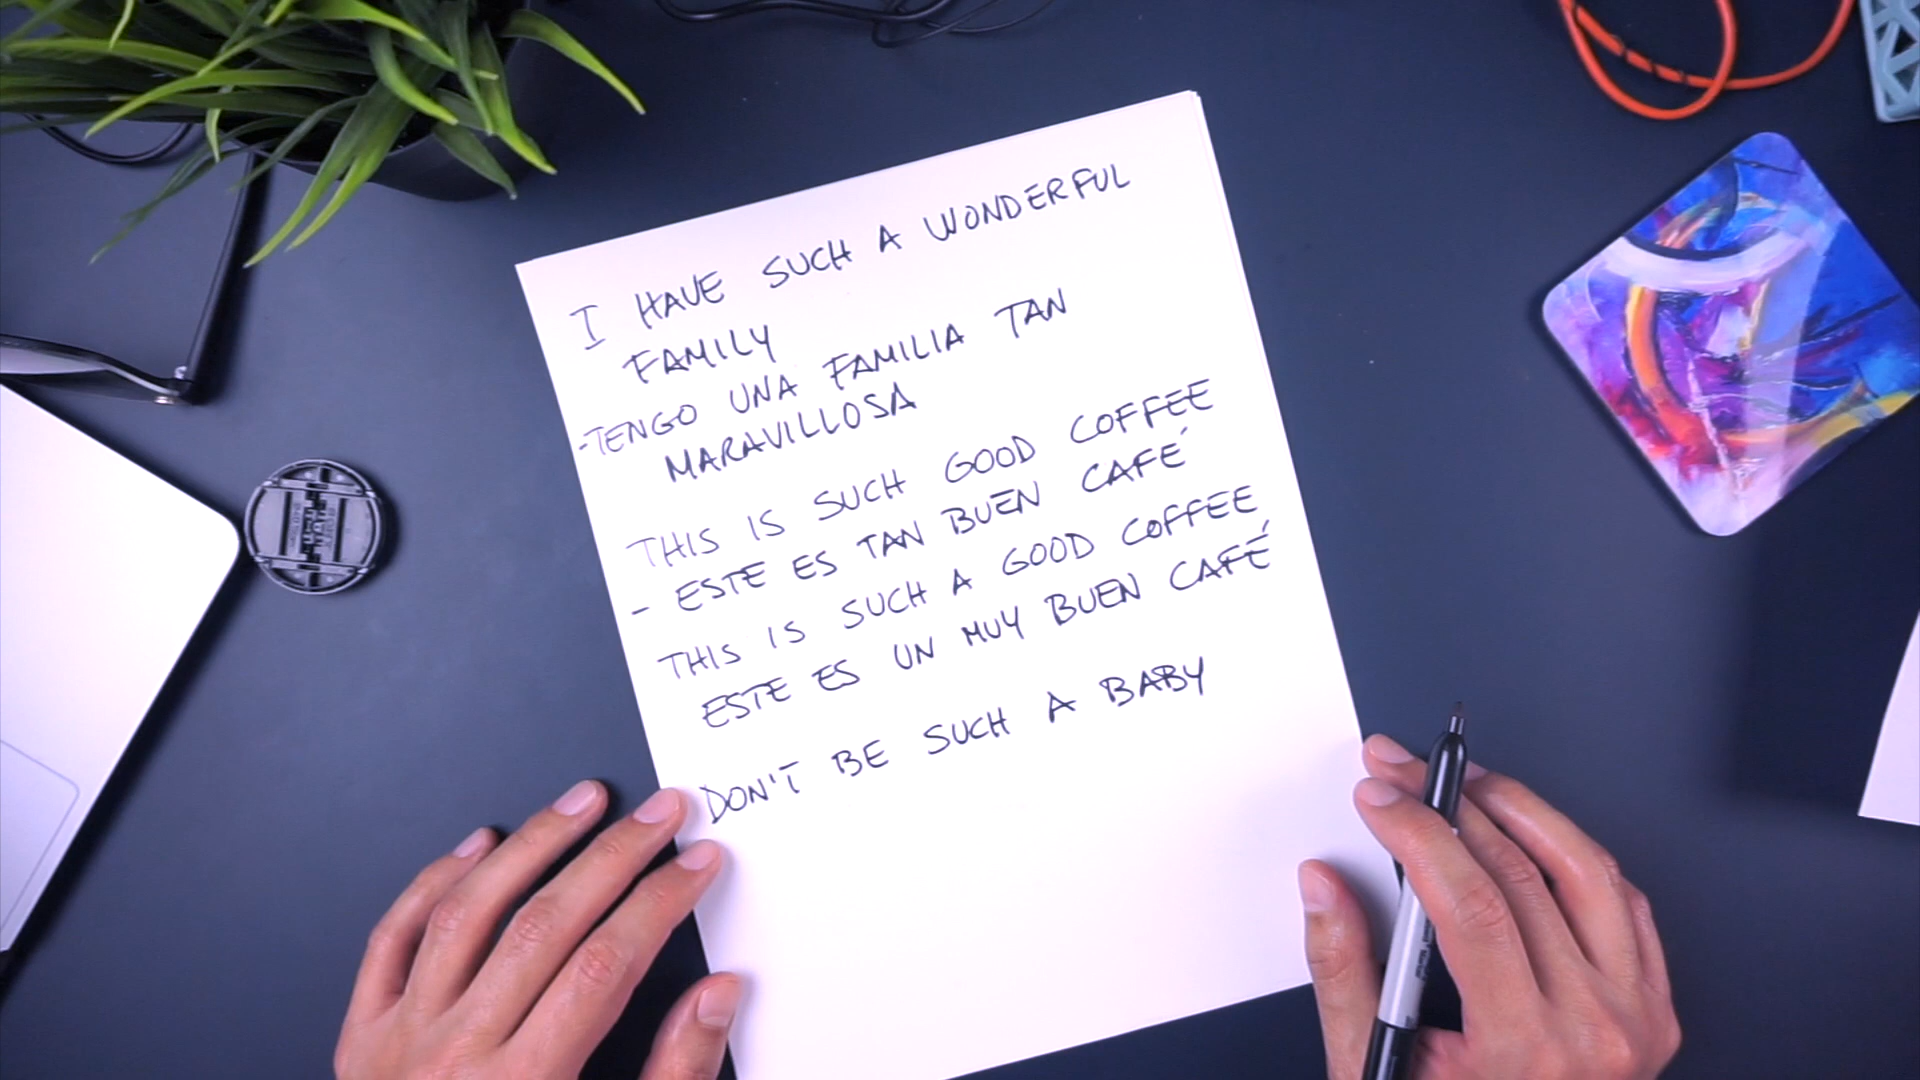 I HAVE SUCH A WONDERFUL
FAMILY
-TENGO UNA FAMILIA TAN
MARAVILLOSA
THIS IS SUCH GOOD COFFEE
- ESTE ES TAN BUEN CAFÉ
THIS IS SUCH A GOOD COFFEE
ESTE ES UN MUY BUEN CAFÉ
DON'T BE SUCH A BABY